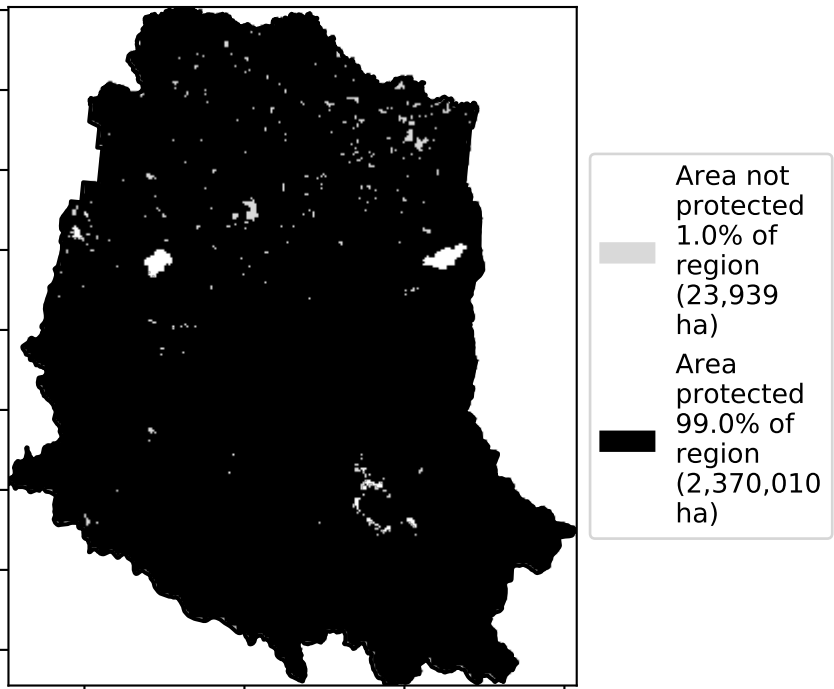 Area not
protected
1.0% of
region
(23,939
ha)
Area
protected
99.0% of
region
(2,370,010
ha)